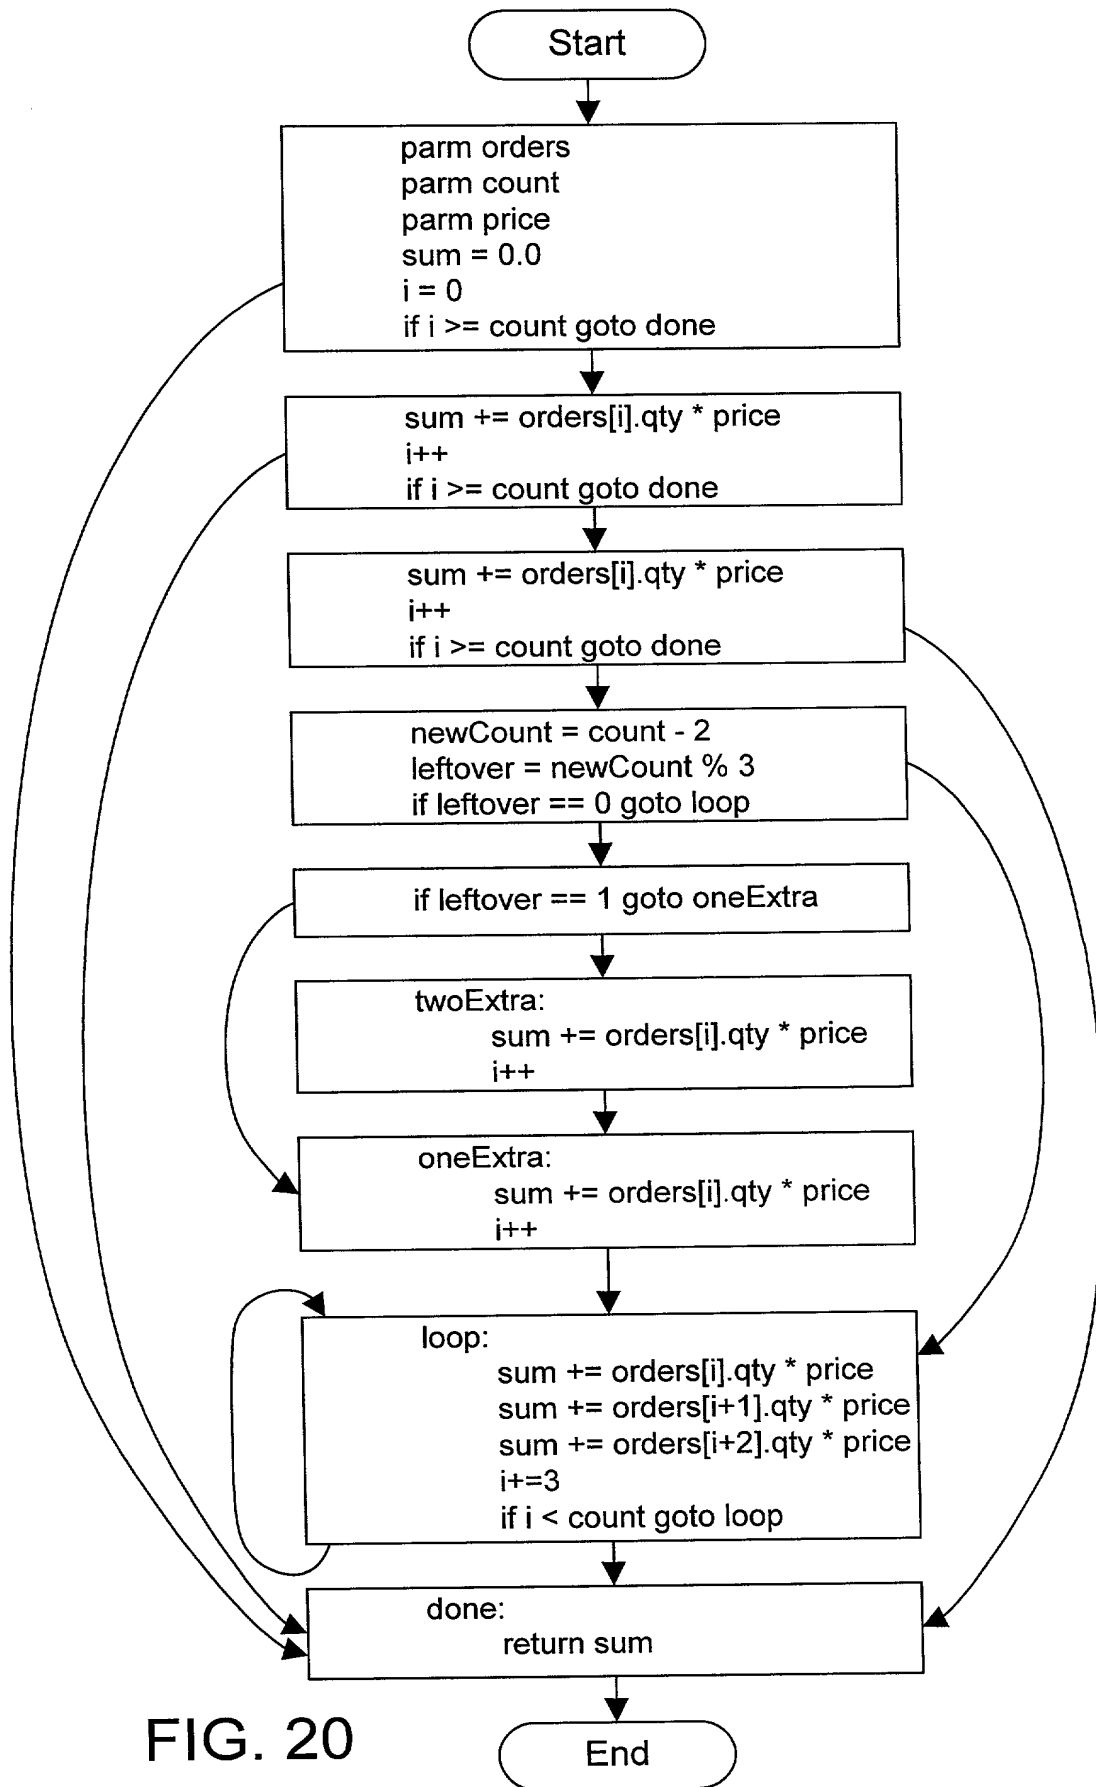 Start
parm orders
parm count
parm price
sum = 0.0
i = 0
if i >= count goto done
sum += orders[i].qty * price
i++
if i >= count goto done
sum += orders[i].qty * price
i++
if i >= count goto done
newCount = count - 2
leftover = newCount % 3
if leftover == 0 goto loop
if leftover == 1 goto oneExtra
twoExtra:
sum += orders[i].qty * price
i++
oneExtra:
sum += orders[i].qty * price
i++
loop:
sum += orders[i].qty * price
sum += orders[i+1].qty * price
sum += orders[i+2].qty * price
i+=3
if i < count goto loop
done:
return sum
End
FIG. 20